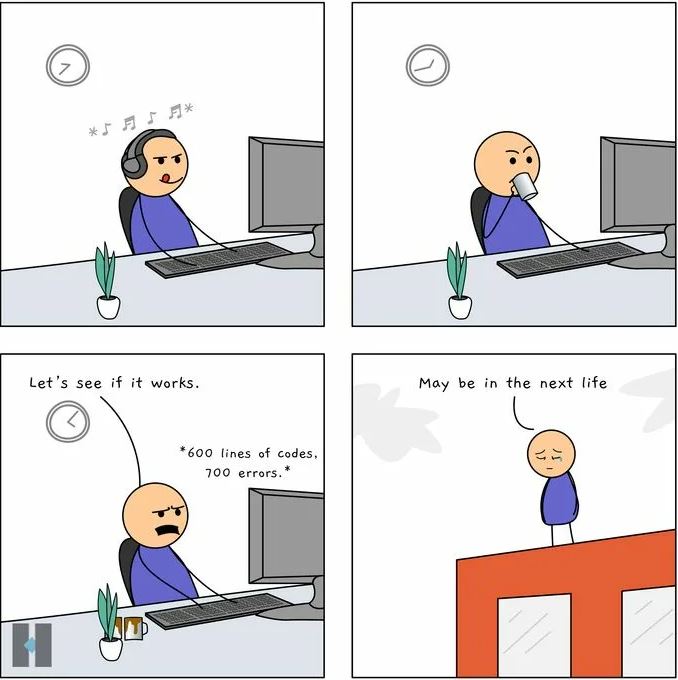 Let's see if it works.
*600 lines of codes,
700 errors.*
May be in the next life